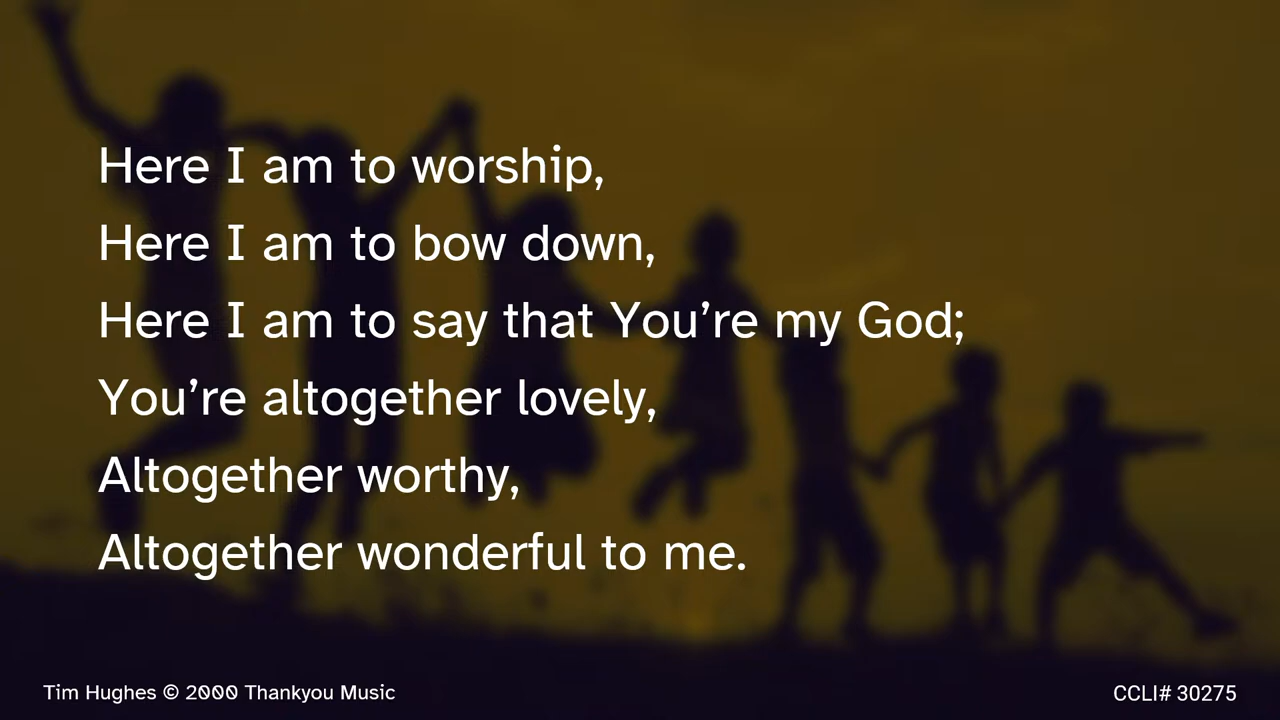 Here I am to worship,
Here I am to bow down,
Here I am to say that You’re my God;
You’re altogether lovely,
Altogether worthy,
Altogether wonderful to me.
Tim Hughes © 2000 Thankyou Music
CCLI# 30275